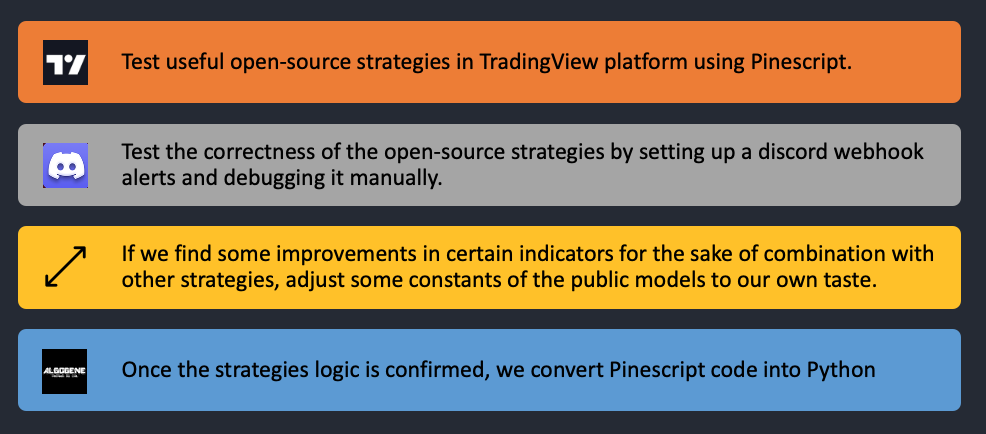 Test useful open-source strategies in TradingView platform using Pinescript.
Test the correctness of the open-source strategies by setting up a discord webhook
alerts and debugging it manually.
If we find some improvements in certain indicators for the sake of combination with
other strategies, adjust some constants of the public models to our own taste.
ALGOGENE
Once the strategies logic is confirmed, we convert Pinescript code into Python